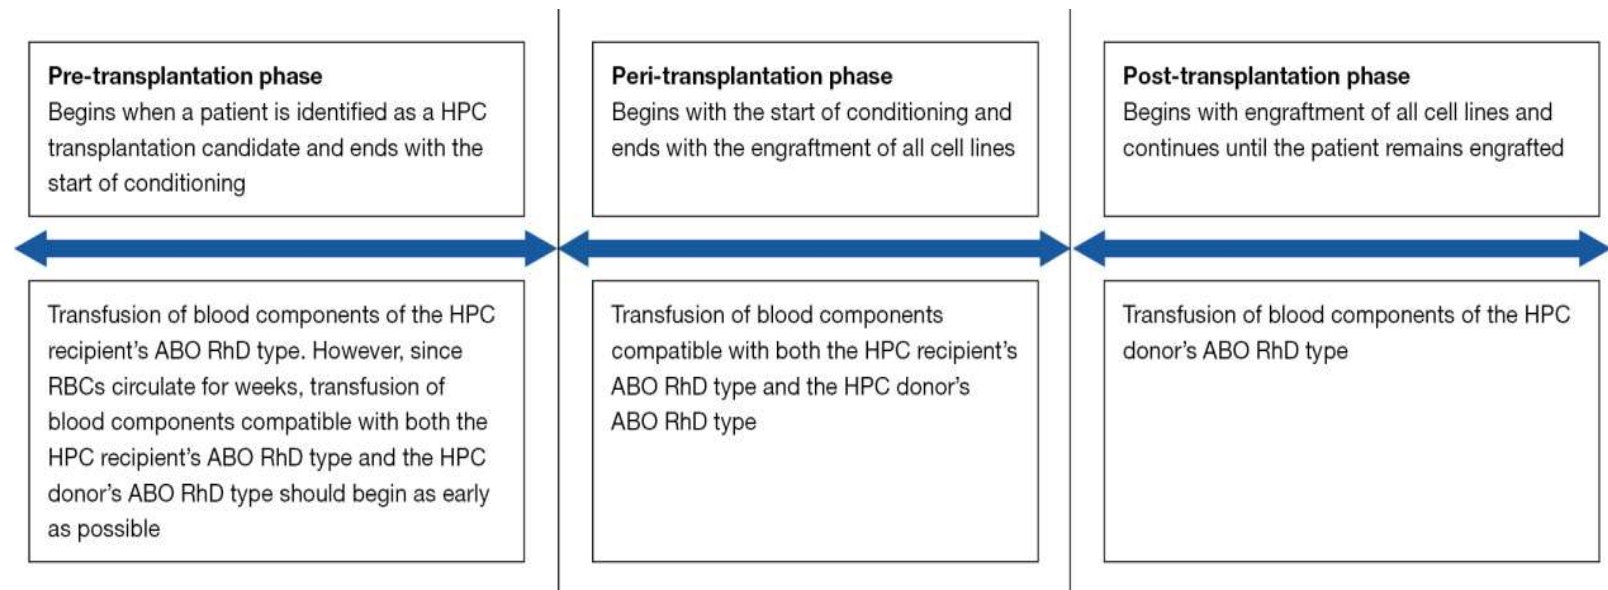 Pre-transplantation phase
Begins when a patient is identified as a HPC
transplantation candidate and ends with the
start of conditioning
Peri-transplantation phase
Begins with the start of conditioning and
ends with the engraftment of all cell lines
Post-transplantation phase
Begins with engraftment of all cell lines and
continues until the patient remains engrafted
Transfusion of blood components of the HPC
recipient's ABO RhD type. However, since
RBCs circulate for weeks, transfusion of
blood components compatible with both the
HPC recipient's ABO RhD type and the HPC
donor's ABO RhD type should begin as early
as possible
Transfusion of blood components
compatible with both the HPC recipient's
ABO RhD type and the HPC donor's
ABO RhD type
Transfusion of blood components of the HPC
donor's ABO RhD type